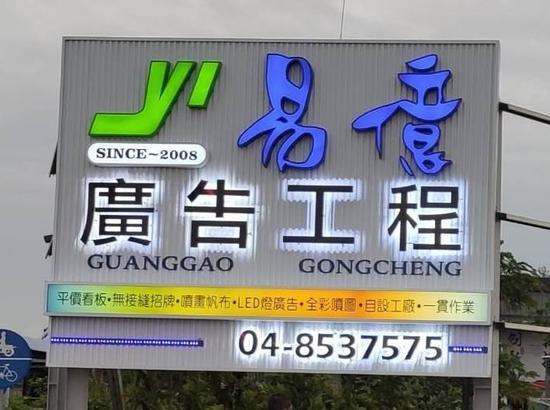 yi 易億
SINCE~2008
廣告工程
GUANGGAO GONGCHENG
平價看板•無接縫招牌•噴畫帆布•LED燈廣告•全彩噴圖•自設工廠•一貫作業
04-8537575